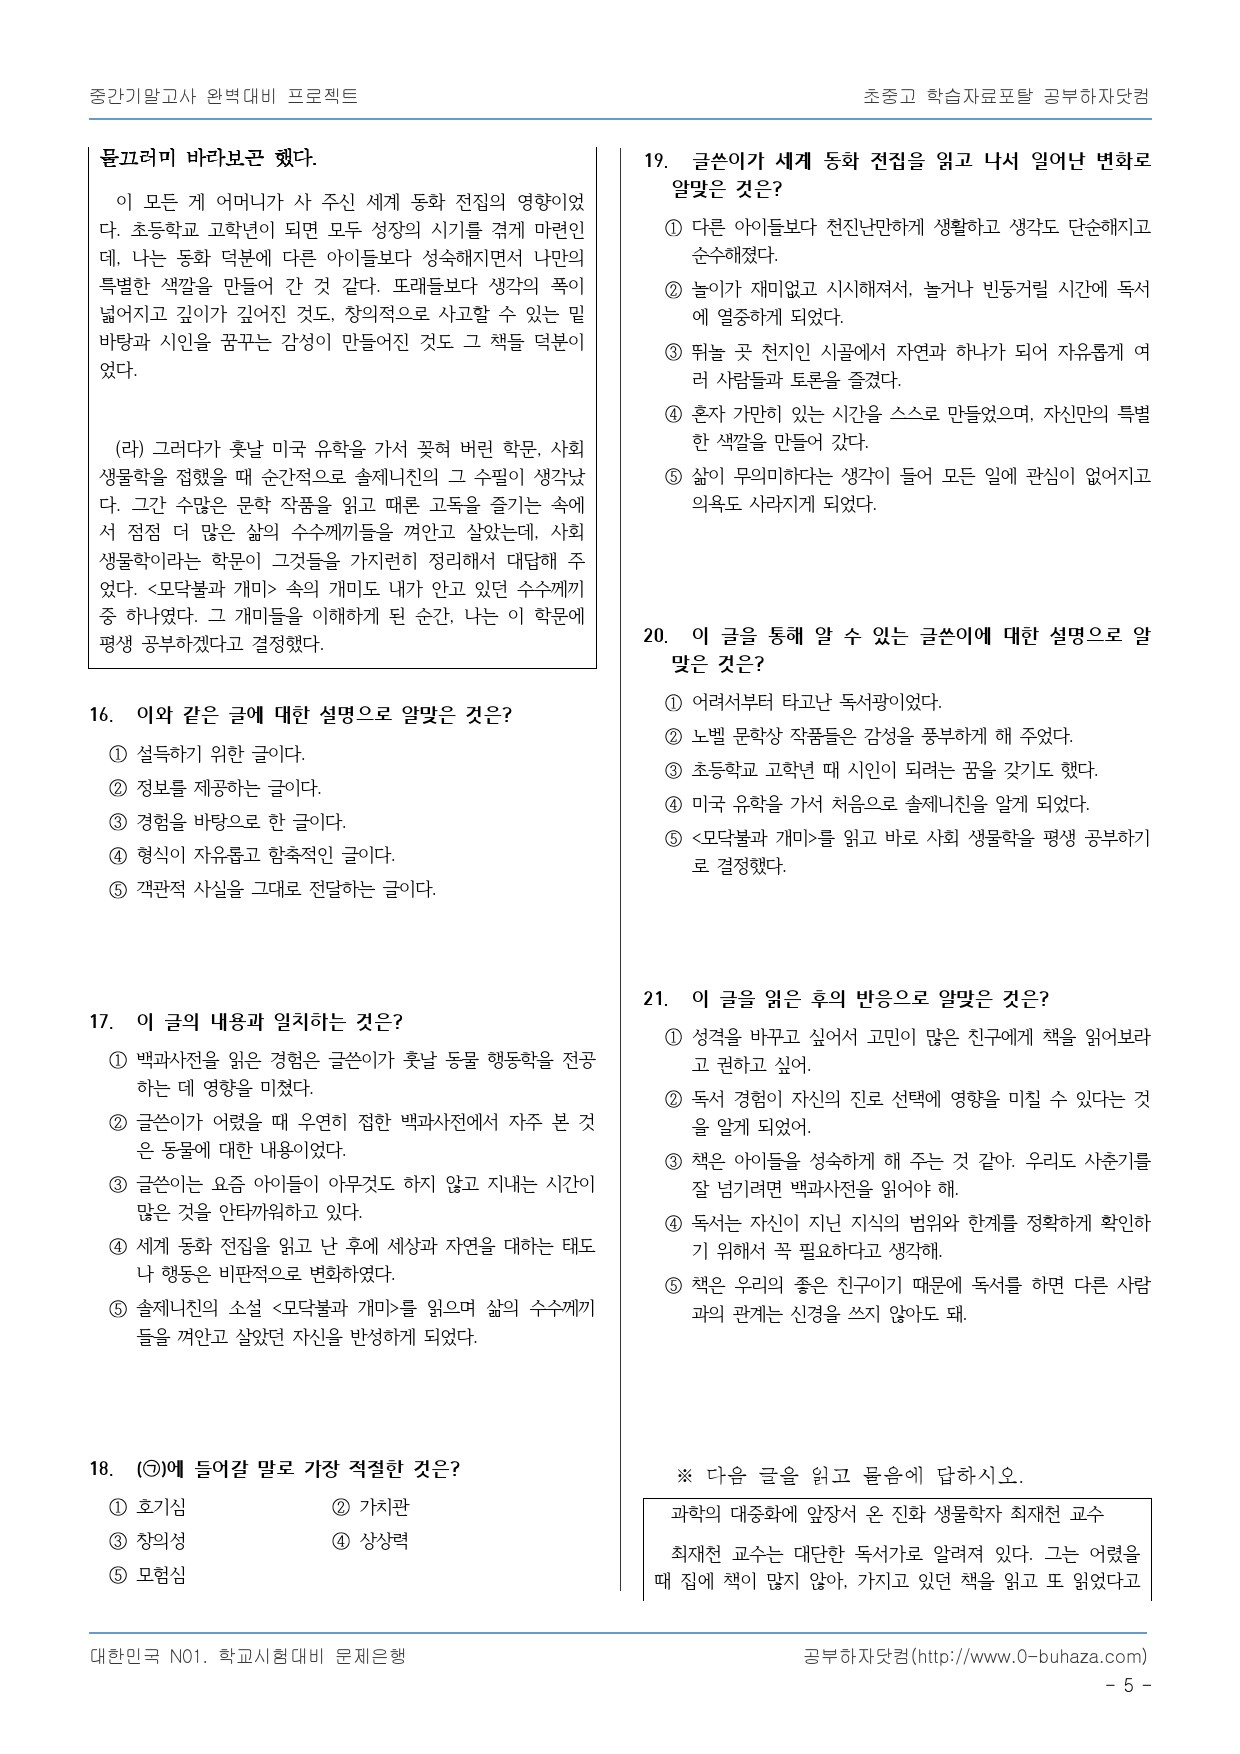 중간기말고사 완벽대비 프로젝트
초중고 학습자료포탈 공부하자닷컴
물끄러미 바라보곤 했다.
이 모든 게 어머니가 사 주신 세계 동화 전집의 영향이었
다. 초등학교 고학년이 되면 모두 성장의 시기를 겪게 마련인
데, 나는 동화 덕분에 다른 아이들보다 성숙해지면서 나만의
특별한 색깔을 만들어 간 것 같다. 또래들보다 생각의 폭이
넓어지고 깊이가 깊어진 것도, 창의적으로 사고할 수 있는 밑
바탕과 시인을 꿈꾸는 감성이 만들어진 것도 그 책들 덕분이
었다.
(라) 그러다가 훗날 미국 유학을 가서 꽂혀 버린 학문, 사회
생물학을 접했을 때 순간적으로 솔제니친의 그 수필이 생각났
다. 그간 수많은 문학 작품을 읽고 때론 고독을 즐기는 속에
서 점점 더 많은 삶의 수수께끼들을 껴안고 살았는데, 사회
생물학이라는 학문이 그것들을 가지런히 정리해서 대답해 주
었다. <모닥불과 개미> 속의 개미도 내가 안고 있던 수수께끼
중 하나였다. 그 개미들을 이해하게 된 순간, 나는 이 학문에
평생 공부하겠다고 결정했다.
16. 이와 같은 글에 대한 설명으로 알맞은 것은?
① 설득하기 위한 글이다.
② 정보를 제공하는 글이다.
③ 경험을 바탕으로 한 글이다.
④ 형식이 자유롭고 함축적인 글이다.
⑤ 객관적 사실을 그대로 전달하는 글이다.
17. 이 글의 내용과 일치하는 것은?
① 백과사전을 읽은 경험은 글쓴이가 훗날 동물 행동학을 전공
하는 데 영향을 미쳤다.
② 글쓴이가 어렸을 때 우연히 접한 백과사전에서 자주 본 것
은 동물에 대한 내용이었다.
③ 글쓴이는 요즘 아이들이 아무것도 하지 않고 지내는 시간이
많은 것을 안타까워하고 있다.
④ 세계 동화 전집을 읽고 난 후에 세상과 자연을 대하는 태도
나 행동은 비판적으로 변화하였다.
⑤ 솔제니친의 소설 <모닥불과 개미>를 읽으며 삶의 수수께끼
들을 껴안고 살았던 자신을 반성하게 되었다.
18. (㉠)에 들어갈 말로 가장 적절한 것은?
① 호기심 ② 가치관
③ 창의성 ④ 상상력
⑤ 모험심
19. 글쓴이가 세계 동화 전집을 읽고 나서 일어난 변화로
알맞은 것은?
① 다른 아이들보다 천진난만하게 생활하고 생각도 단순해지고
순수해졌다.
② 놀이가 재미없고 시시해져서, 놀거나 빈둥거릴 시간에 독서
에 열중하게 되었다.
③ 뛰놀 곳 천지인 시골에서 자연과 하나가 되어 자유롭게 여
러 사람들과 토론을 즐겼다.
④ 혼자 가만히 있는 시간을 스스로 만들었으며, 자신만의 특별
한 색깔을 만들어 갔다.
⑤ 삶이 무의미하다는 생각이 들어 모든 일에 관심이 없어지고
의욕도 사라지게 되었다.
20. 이 글을 통해 알 수 있는 글쓴이에 대한 설명으로 알
맞은 것은?
① 어려서부터 타고난 독서광이었다.
② 노벨 문학상 작품들은 감성을 풍부하게 해 주었다.
③ 초등학교 고학년 때 시인이 되려는 꿈을 갖기도 했다.
④ 미국 유학을 가서 처음으로 솔제니친을 알게 되었다.
⑤ <모닥불과 개미>를 읽고 바로 사회 생물학을 평생 공부하기
로 결정했다.
21. 이 글을 읽은 후의 반응으로 알맞은 것은?
① 성격을 바꾸고 싶어서 고민이 많은 친구에게 책을 읽어보라
고 권하고 싶어.
② 독서 경험이 자신의 진로 선택에 영향을 미칠 수 있다는 것
을 알게 되었어.
③ 책은 아이들을 성숙하게 해 주는 것 같아. 우리도 사춘기를
잘 넘기려면 백과사전을 읽어야 해.
④ 독서는 자신이 지닌 지식의 범위와 한계를 정확하게 확인하
기 위해서 꼭 필요하다고 생각해.
⑤ 책은 우리의 좋은 친구이기 때문에 독서를 하면 다른 사람
과의 관계는 신경을 쓰지 않아도 돼.
※ 다음 글을 읽고 물음에 답하시오.
과학의 대중화에 앞장서 온 진화 생물학자 최재천 교수
최재천 교수는 대단한 독서가로 알려져 있다. 그는 어렸을
때 집에 책이 많지 않아, 가지고 있던 책을 읽고 또 읽었다고
대한민국 N01. 학교시험대비 문제은행
공부하자닷컴(http://www.0-buhaza.com)
- 5 -